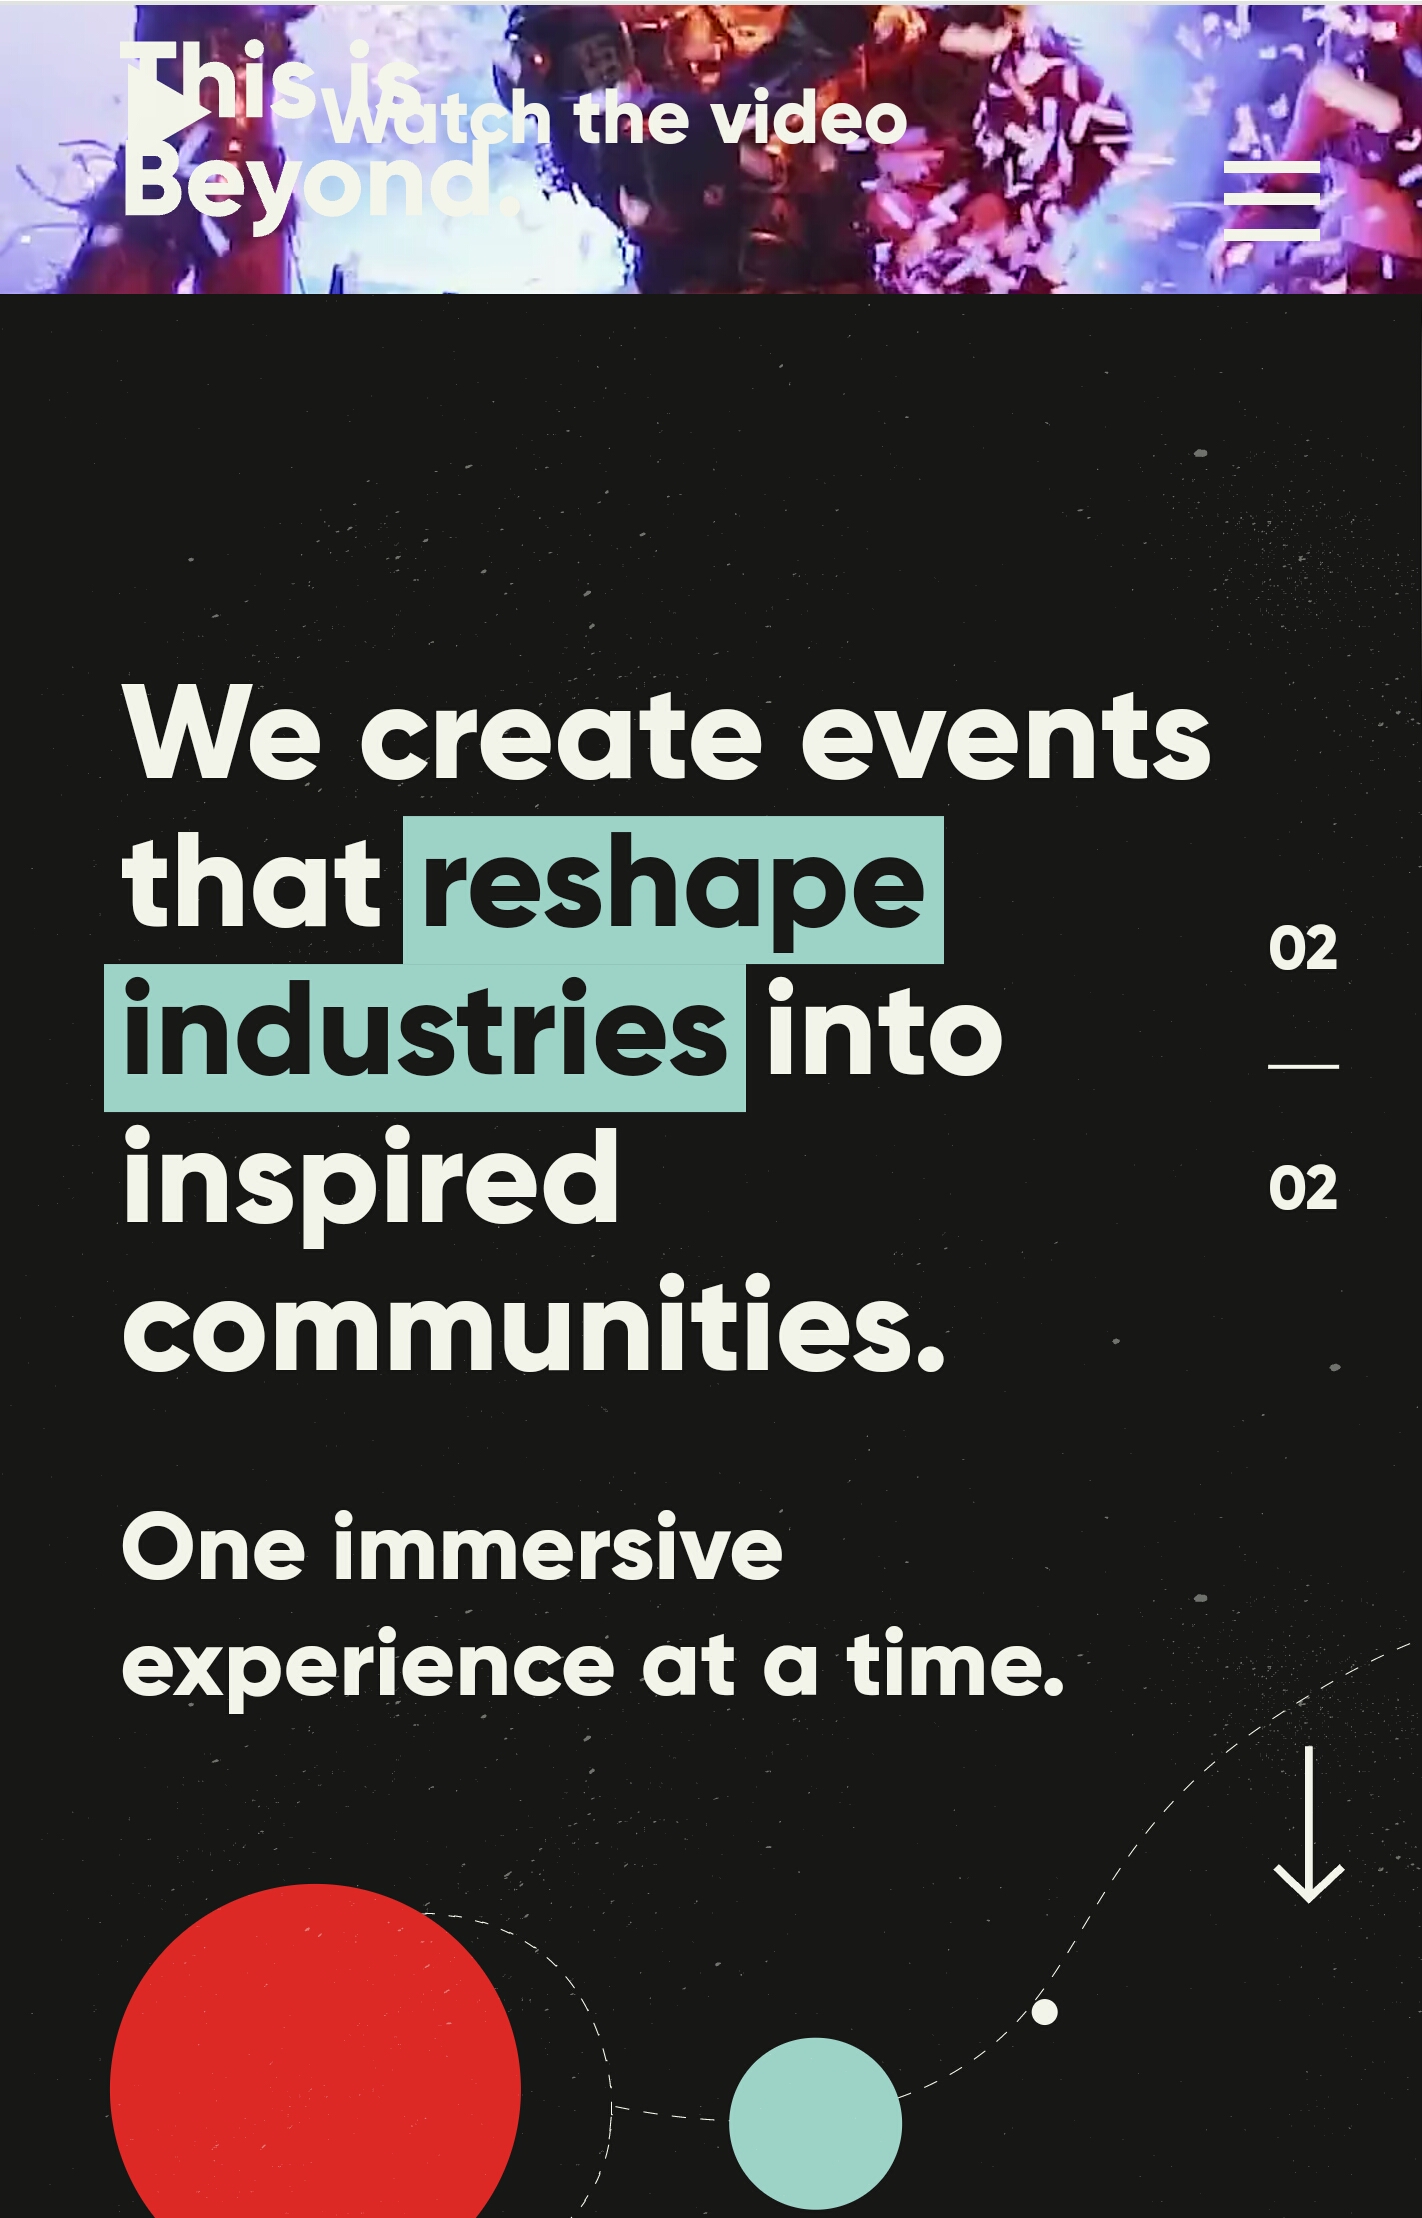 This is
Beyond.
Watch the video
We create events
that reshape
industries into
inspired
communities.
02
02
One immersive
experience at a time.